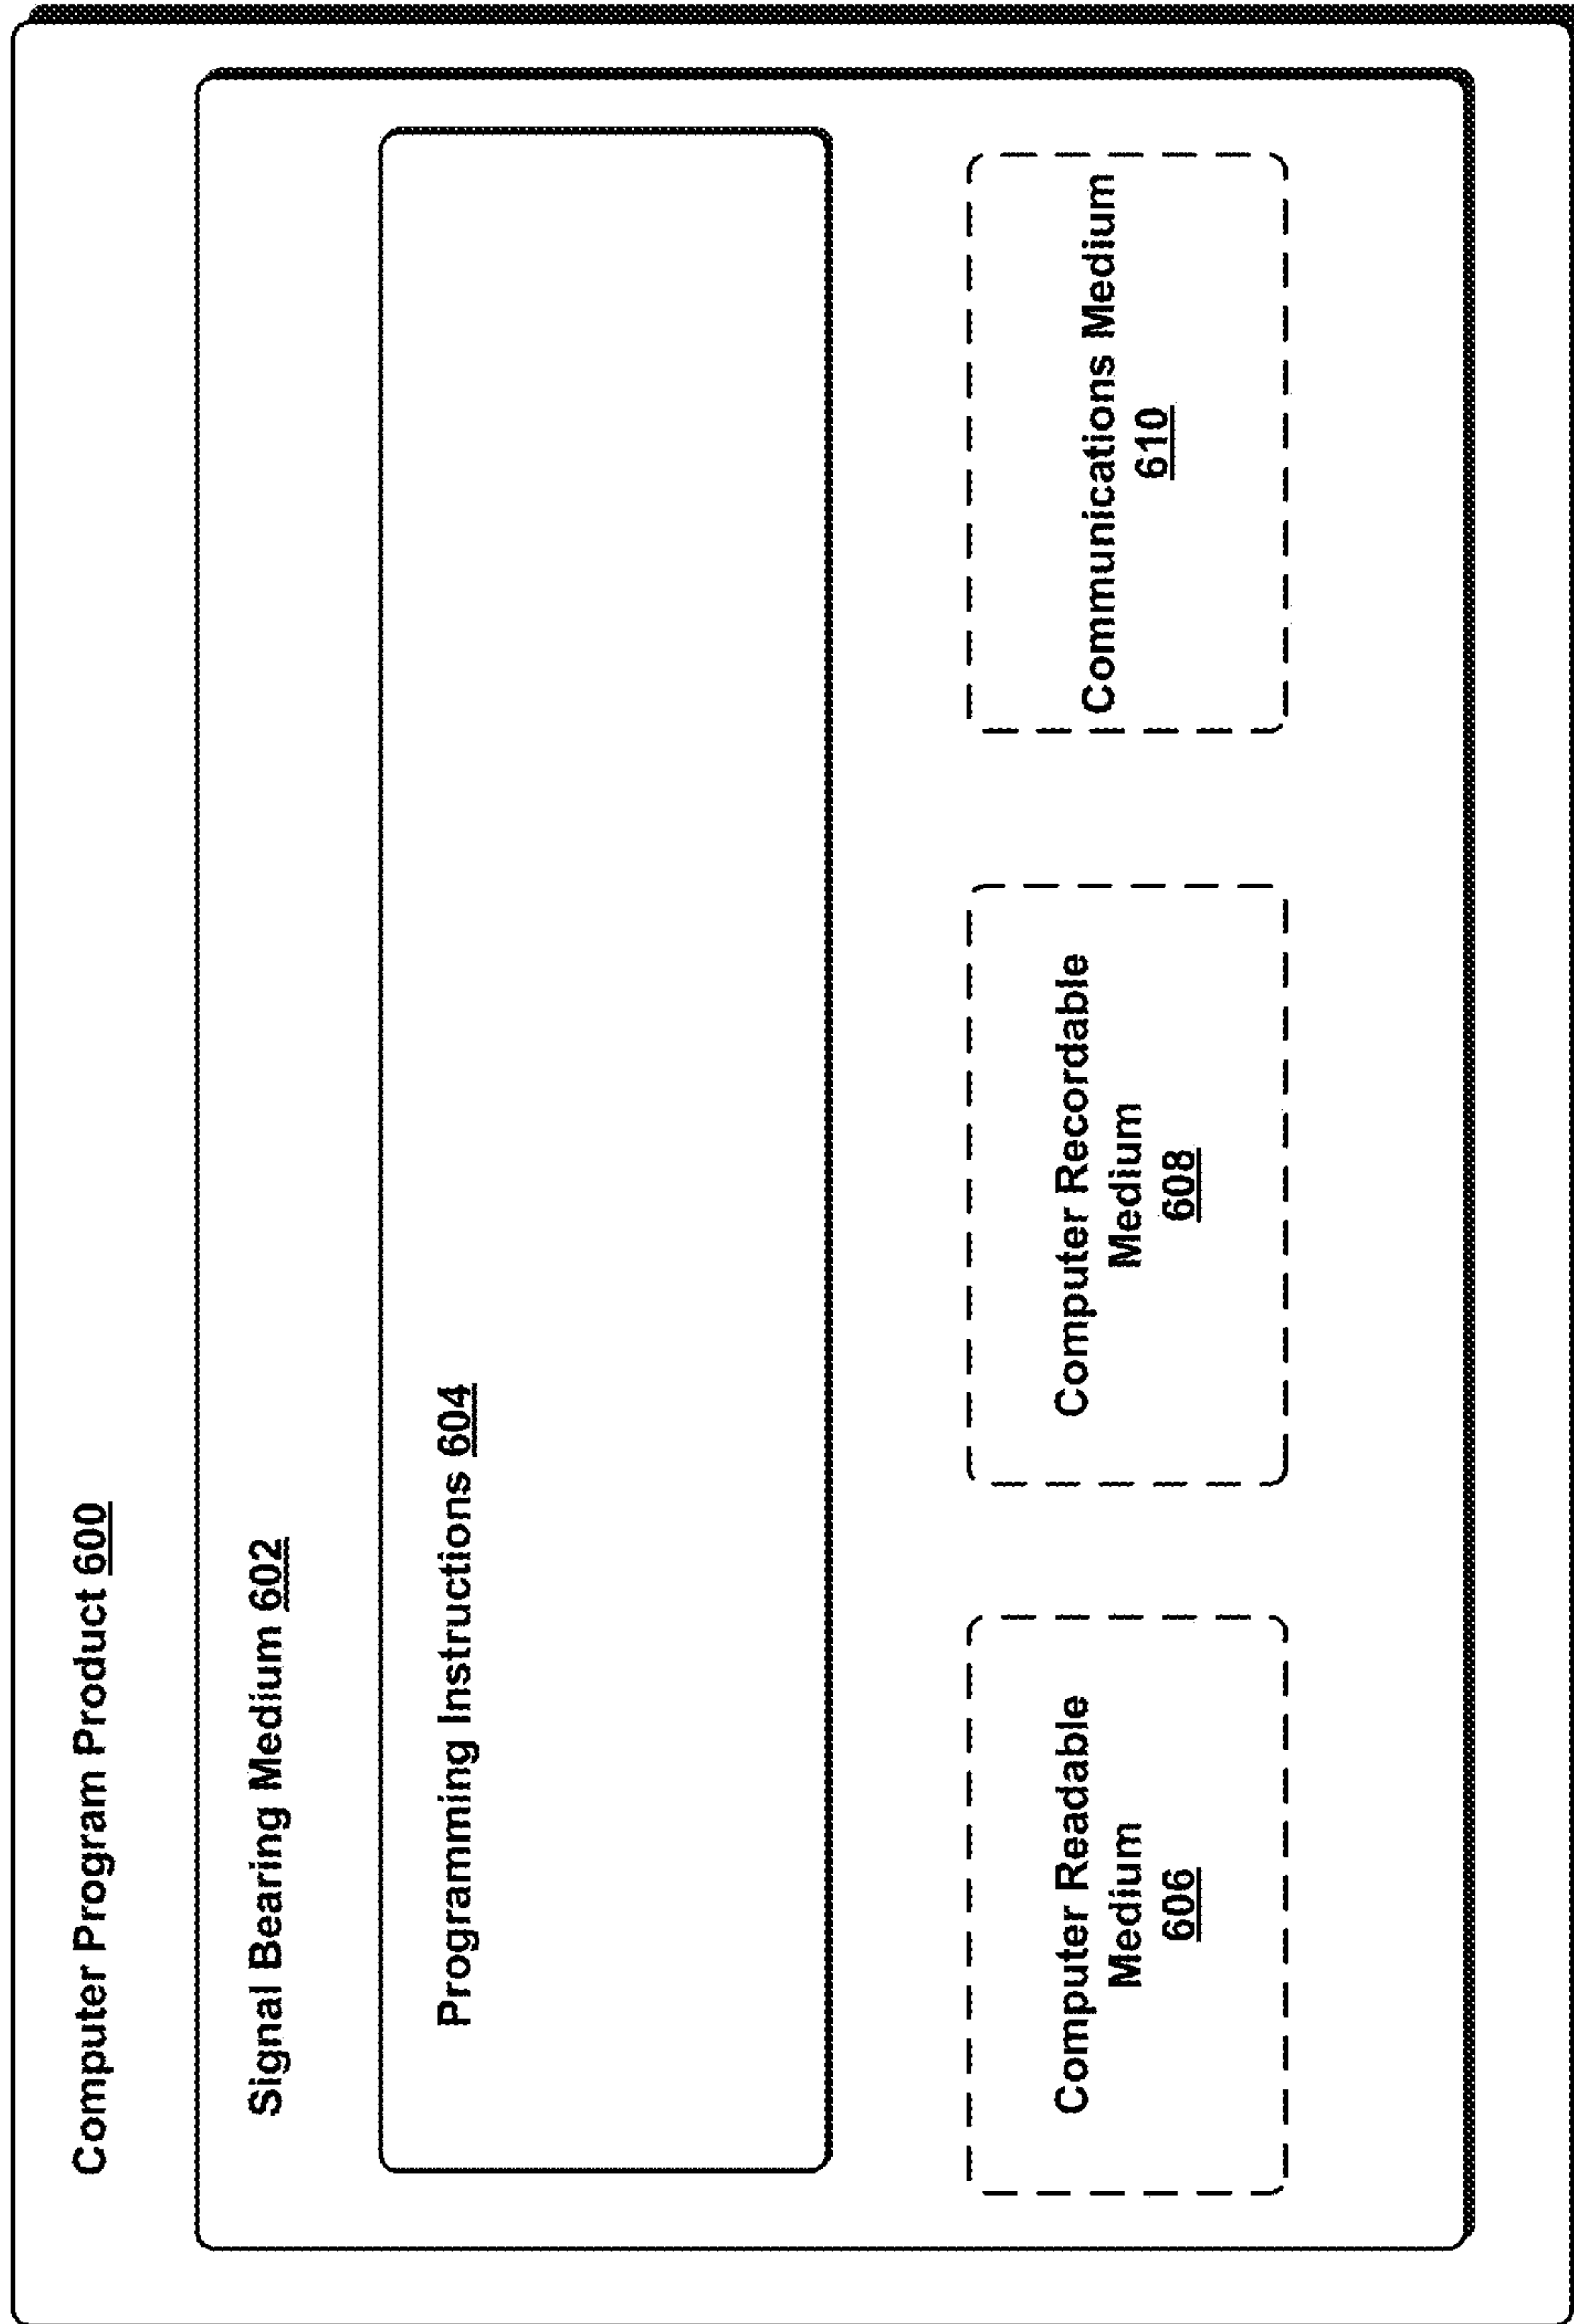 Computer Program Product 600
Signal Bearing Medium 602
Programming Instructions 604
Computer Readable
Medium
606
Computer Recordable
Medium
608
Communications Medium
610